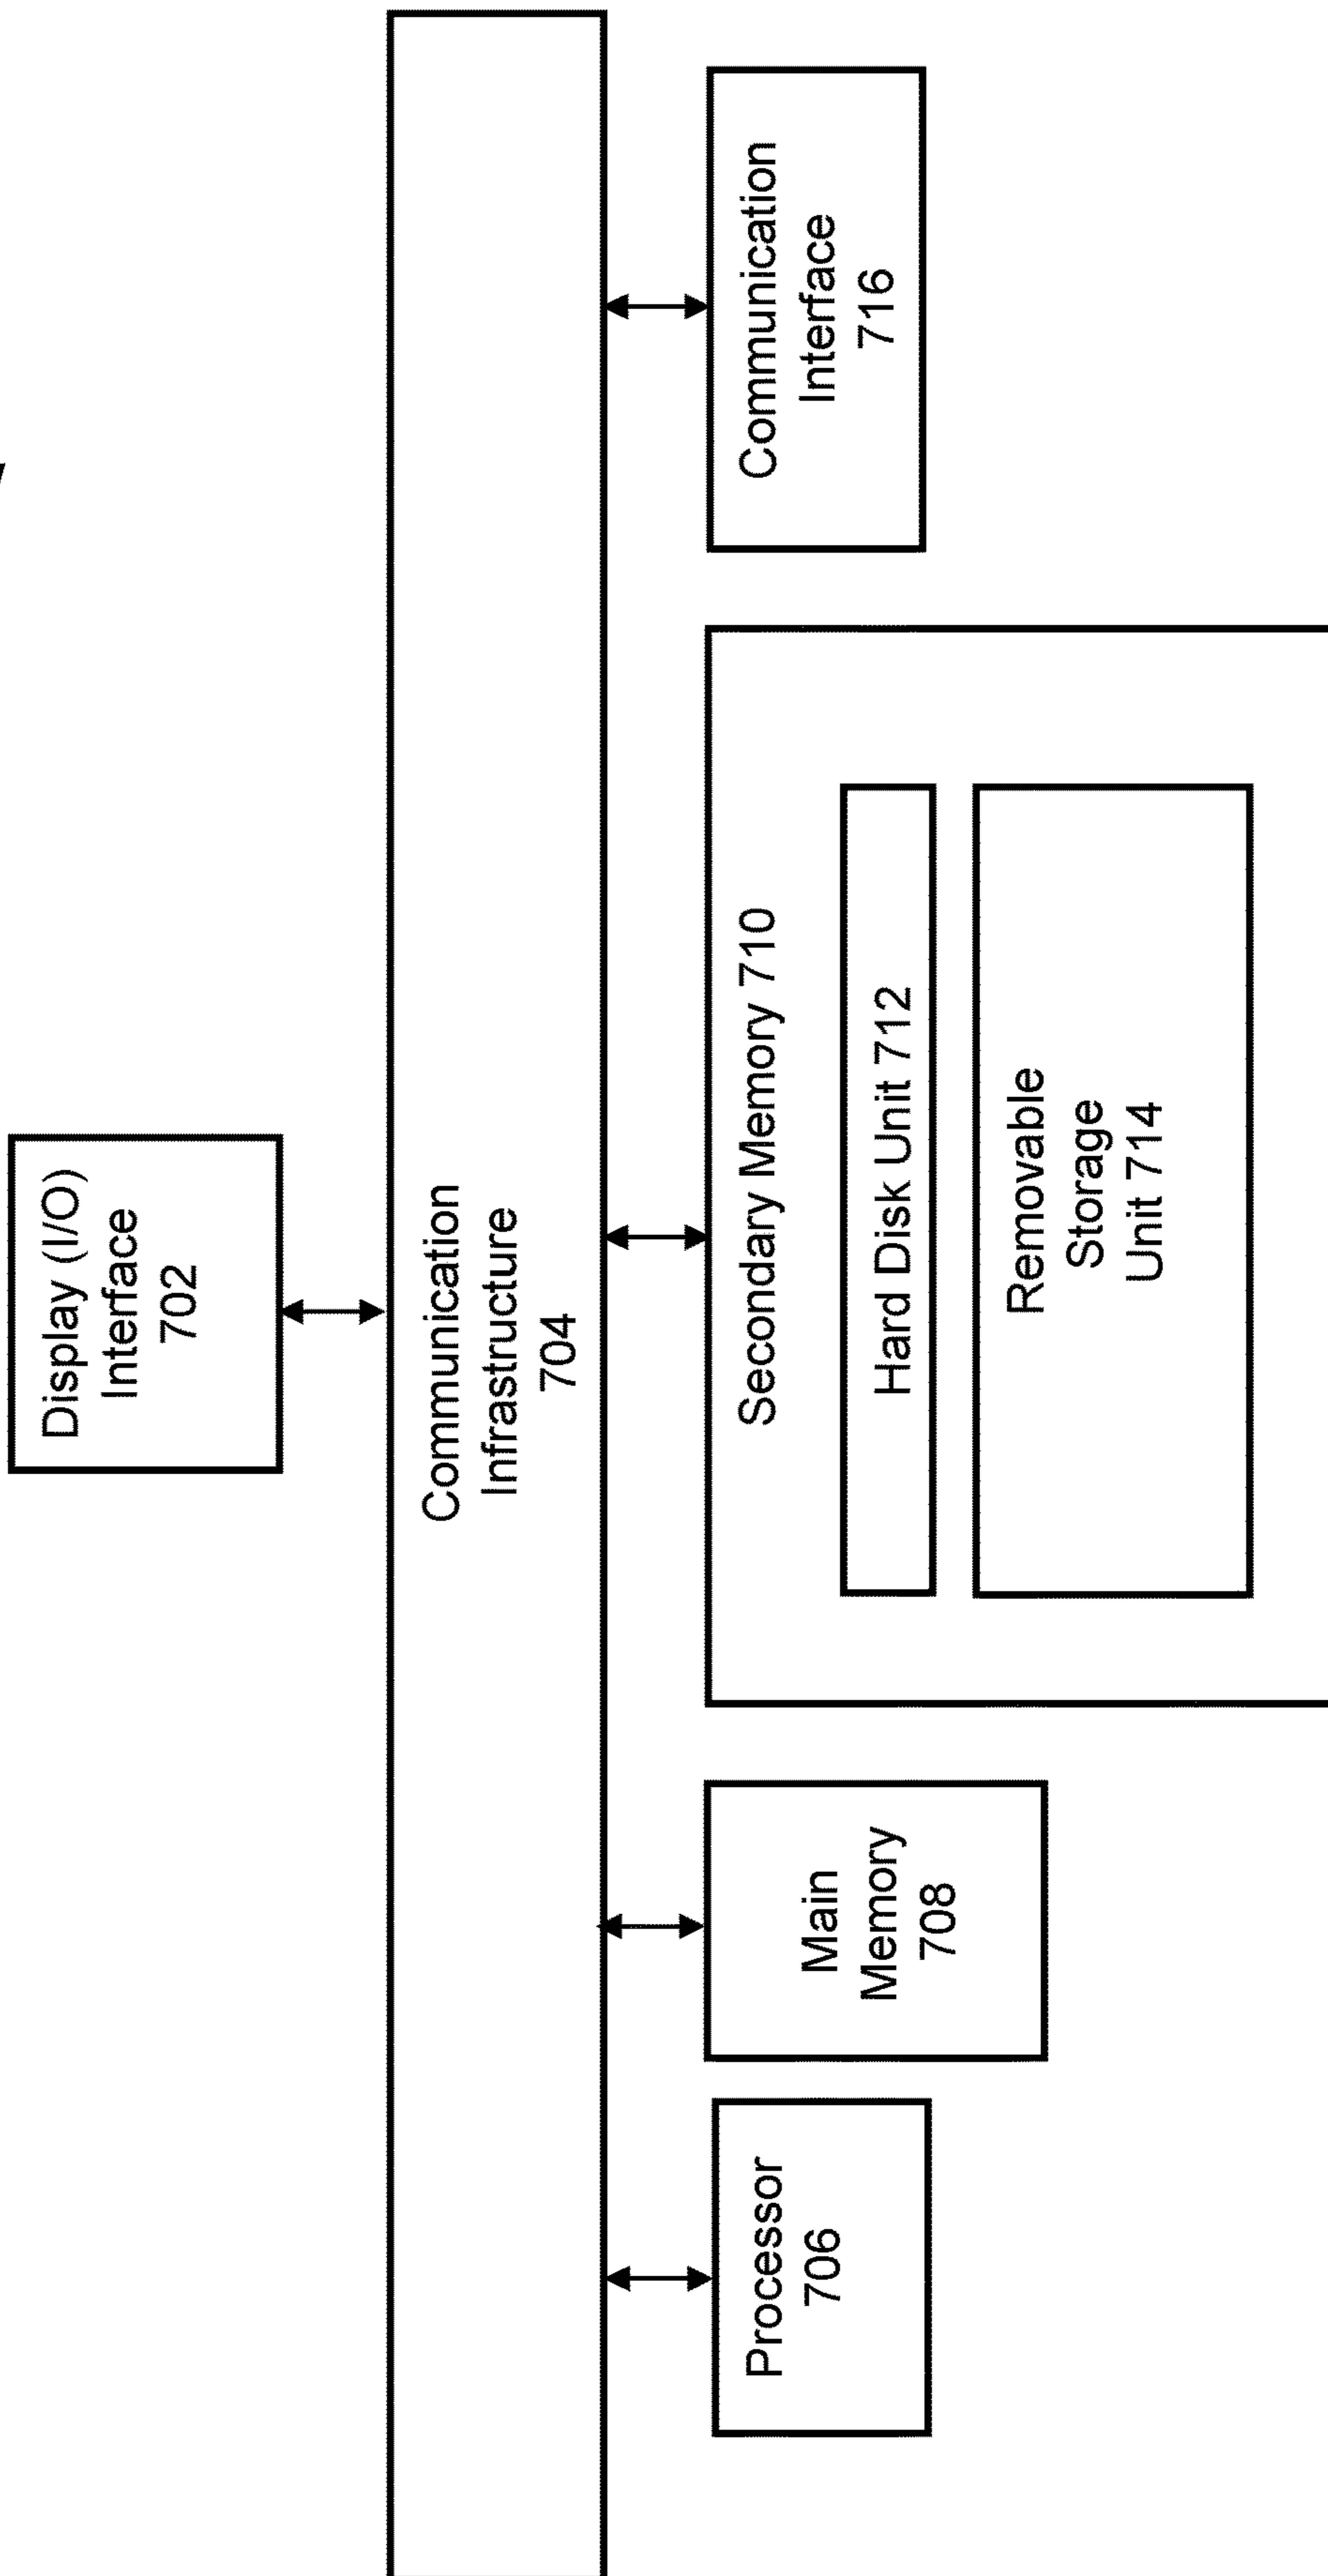 Display (I/O)
Interface
702
Communication
Infrastructure
704
Processor
706
Main
Memory
708
Secondary Memory 710
Hard Disk Unit 712
Removable
Storage
Unit 714
Communication
Interface
716